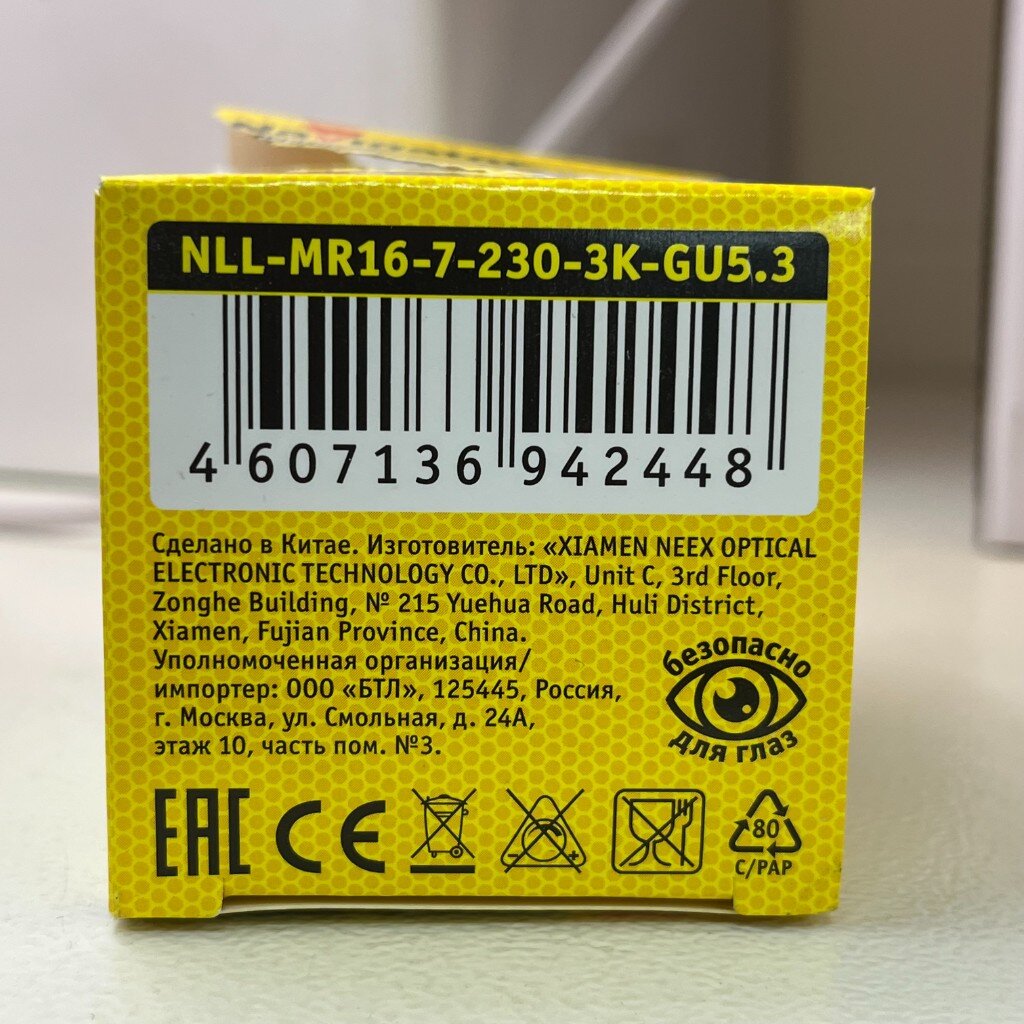 NLL-MR16-7-230-3K-GU5.3
4 607136 942448
Сделано в Китае. Изготовитель: «XIAMEN NEEX OPTICAL
ELECTRONIC TECHNOLOGY CO., LTD», Unit C, 3rd Floor,
Zonghe Building, № 215 Yuehua Road, Huli District,
Xiamen, Fujian Province, China.
Уполномоченная организация/
импортер: ООО «БТЛ», 125445, Россия,
г. Москва, ул. Смольная, д. 24А,
этаж 10, часть пом. №3.
безопасно
для глаз
EAC CE
80
C/PAP